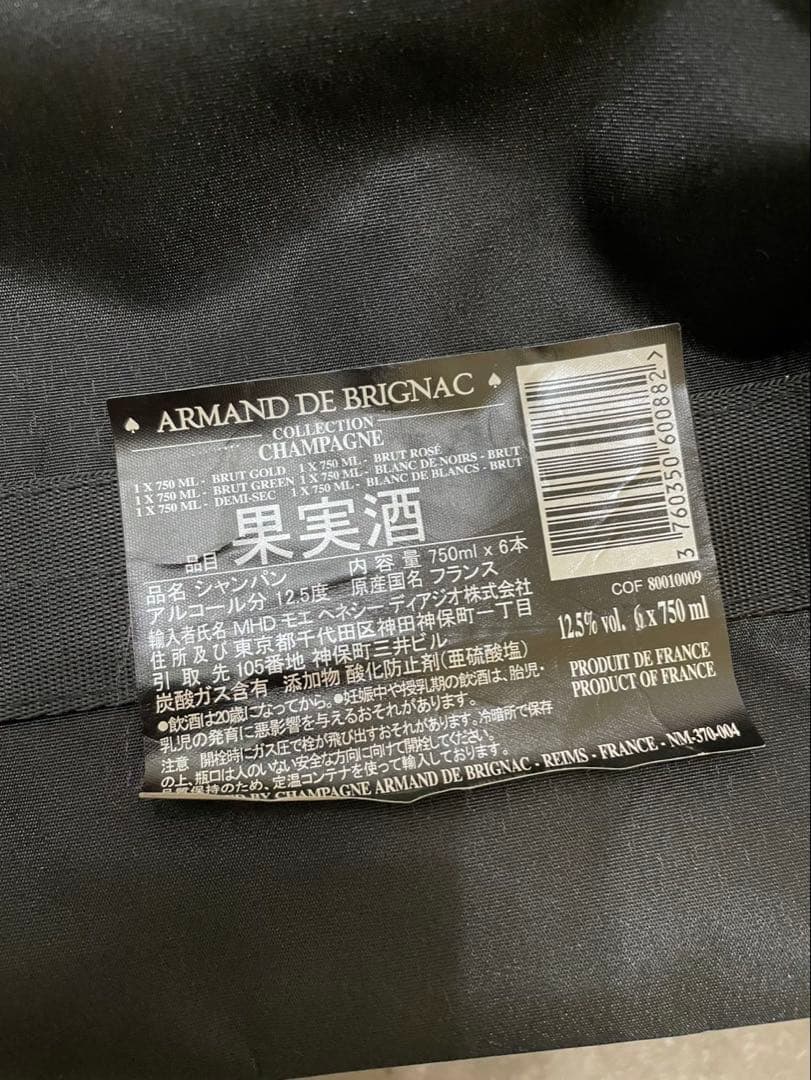 ♠ ARMAND DE BRIGNAC ♠
COLLECTION
CHAMPAGNE
1 X 750 ML - BRUT GOLD 1 X 750 ML - BRUT ROSÉ
1 X 750 ML - BRUT GREEN 1 X 750 ML - BLANC DE NOIRS - BRUT
1 X 750 ML - DEMI-SEC 1 X 750 ML - BLANC DE BLANCS - BRUT
品目 果実酒
品名 シャンパン 内容量 750ml x 6本
アルコール分 12.5度 原産国名 フランス
輸入者氏名 MHD モエ ヘネシー ディアジオ株式会社
住所及び 東京都千代田区神田神保町一丁目
引取先 105番地 神保町三井ビル
炭酸ガス含有 添加物 酸化防止剤(亜硫酸塩)
●飲酒は20歳になってから。●妊娠中や授乳期の飲酒は、胎児・
乳児の発育に悪影響を与えるおそれがあります。
注意 開栓時にガス圧で栓が飛び出すおそれがあります。冷暗所で保存
の上、瓶口は人のいない安全な方向に向けて開栓してください。
品質保持のため、定温コンテナを使って輸入しております。
BY CHAMPAGNE ARMAND DE BRIGNAC - REIMS - FRANCE - NM-370-004
3 760350 600882 >
COF 80010009
12.5% vol. 6 x 750 ml
PRODUIT DE FRANCE
PRODUCT OF FRANCE